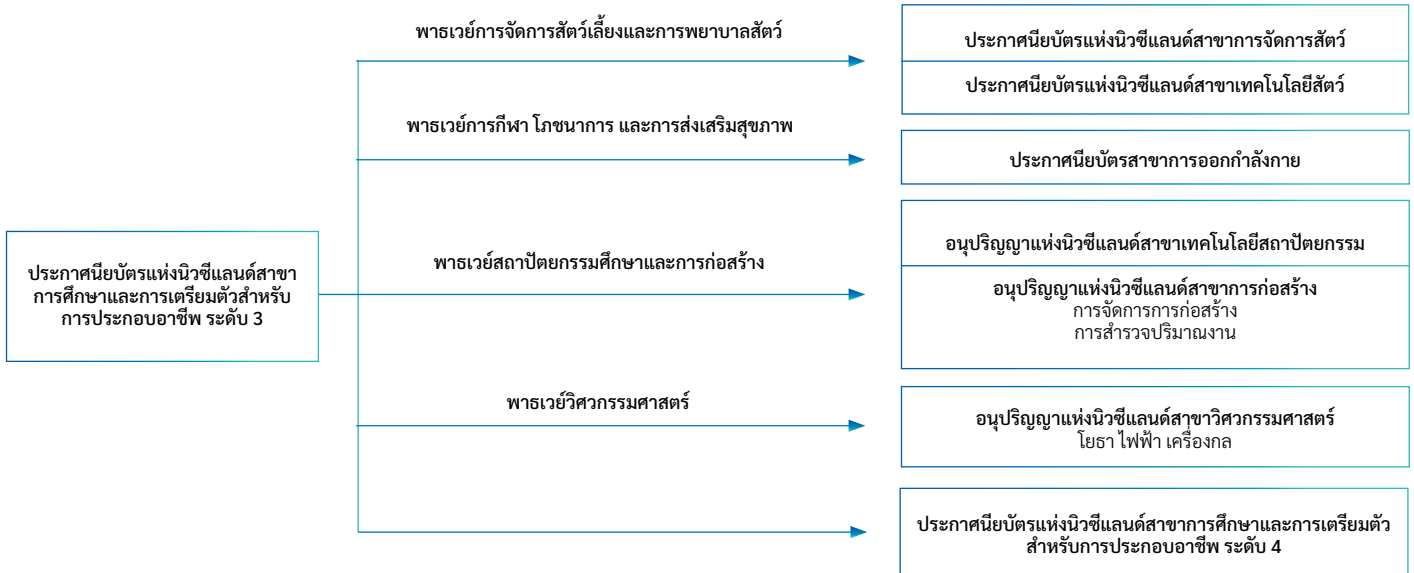 พาธเวย์การจัดการสัตว์เลี้ยงและการพยาบาลสัตว์
ประกาศนียบัตรแห่งนิวซีแลนด์สาขาการจัดการสัตว์
ประกาศนียบัตรแห่งนิวซีแลนด์สาขาเทคโนโลยีสัตว์
พาธเวย์การกีฬา โภชนาการ และการส่งเสริมสุขภาพ
ประกาศนียบัตรสาขาการออกกำลังกาย
ประกาศนียบัตรแห่งนิวซีแลนด์สาขา
การศึกษาและการเตรียมตัวสำหรับ
การประกอบอาชีพ ระดับ 3
พาธเวย์สถาปัตยกรรมศึกษาและการก่อสร้าง
อนุปริญญาแห่งนิวซีแลนด์สาขาเทคโนโลยีสถาปัตยกรรม
อนุปริญญาแห่งนิวซีแลนด์สาขาการก่อสร้าง
การจัดการการก่อสร้าง
การสำรวจปริมาณงาน
พาธเวย์วิศวกรรมศาสตร์
อนุปริญญาแห่งนิวซีแลนด์สาขาวิศวกรรมศาสตร์
โยธา ไฟฟ้า เครื่องกล
ประกาศนียบัตรแห่งนิวซีแลนด์สาขาการศึกษาและการเตรียมตัว
สำหรับการประกอบอาชีพ ระดับ 4